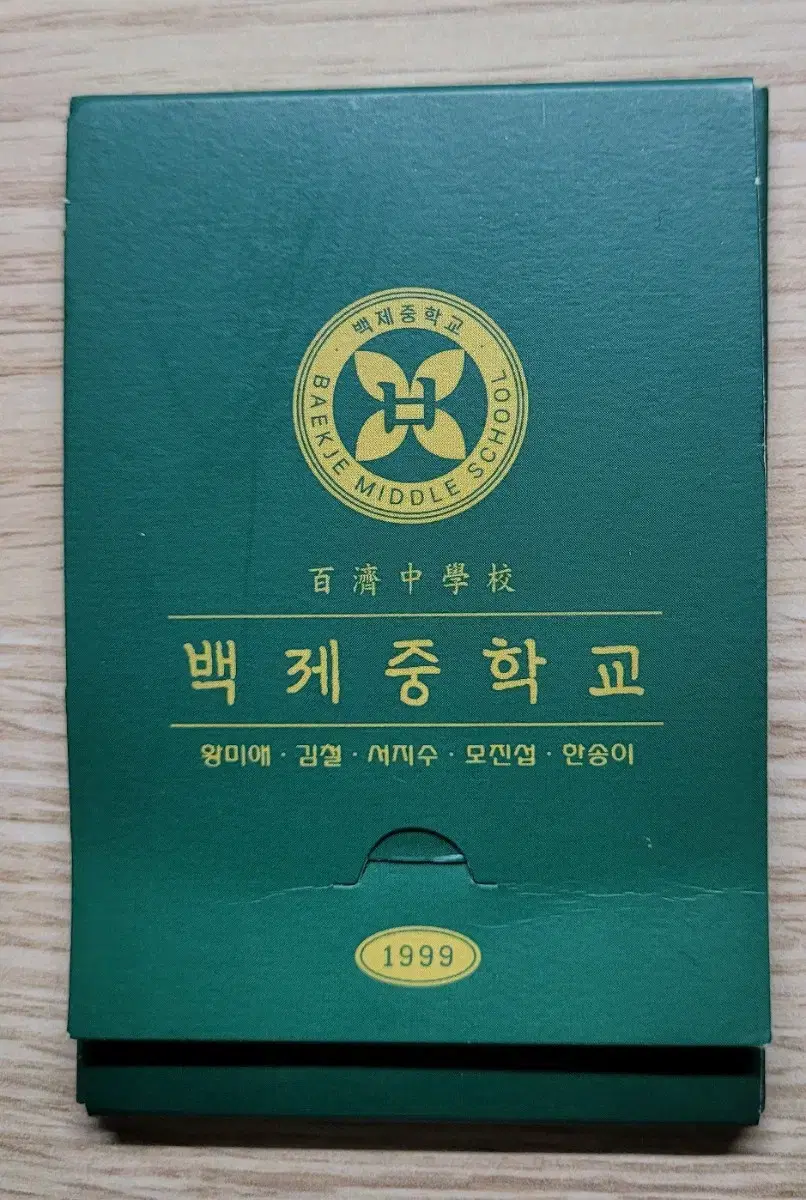 · 백제중학교 ·
BAEKJE MIDDLE SCHOOL
百濟中學校
백제중학교
왕미애 · 김철 · 서지수 · 모진섭 · 안송이
1999